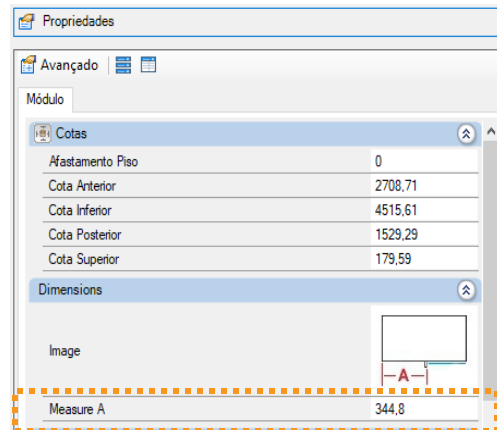 Propriedades
Avançado
Módulo
Cotas
Afastamento Piso 0
Cota Anterior 2708,71
Cota Inferior 4515,61
Cota Posterior 1529,29
Cota Superior 179,59
Dimensions
Image
A
Measure A 344,8